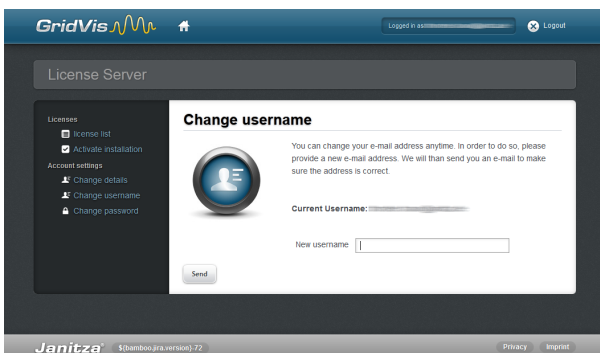 GridVis
Logged in as
Logout
License Server
Licenses
license list
Activate installation
Account settings
Change details
Change username
Change password
Change username
You can change your e-mail address anytime. In order to do so, please
provide a new e-mail address. We will than send you an e-mail to make
sure the address is correct.
Current Username:
New username
Send
Janitza®
${bamboo.jira.version}.72
Privacy
Imprint